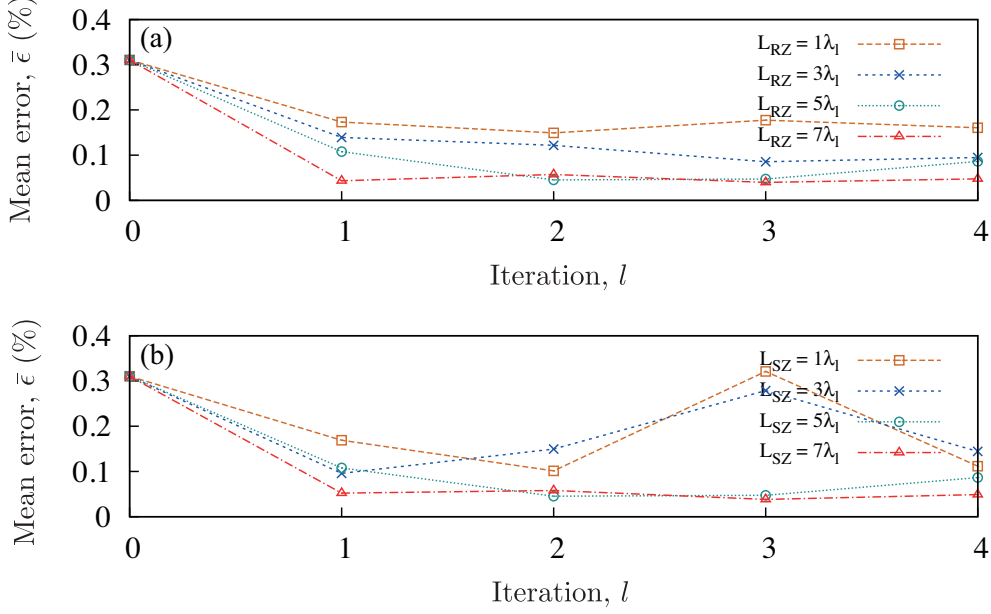 0.4
(a)
L_RZ = 1λ_l
0.3
L_RZ = 3λ_l
0.2
L_RZ = 5λ_l
0.1
L_RZ = 7λ_l
0
Mean error, ε̄ (%)
0 1 2 3 4
Iteration, l
0.4
(b)
L_SZ = 1λ_l
0.3
L_SZ = 3λ_l
0.2
L_SZ = 5λ_l
0.1
L_SZ = 7λ_l
0
Mean error, ε̄ (%)
0 1 2 3 4
Iteration, l